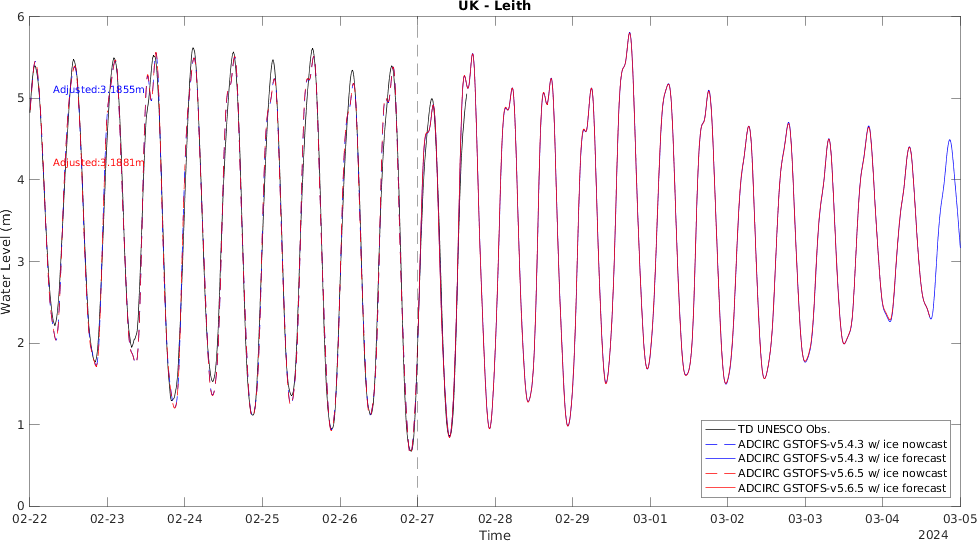 UK - Leith
6
5
4
3
2
1
0
Water Level (m)
Adjusted:3.1855m
Adjusted:3.1881m
TD UNESCO Obs.
ADCIRC GSTOFS-v5.4.3 w/ ice nowcast
ADCIRC GSTOFS-v5.4.3 w/ ice forecast
ADCIRC GSTOFS-v5.6.5 w/ ice nowcast
ADCIRC GSTOFS-v5.6.5 w/ ice forecast
02-22 02-23 02-24 02-25 02-26 02-27 02-28 02-29 03-01 03-02 03-03 03-04 03-05
Time
2024